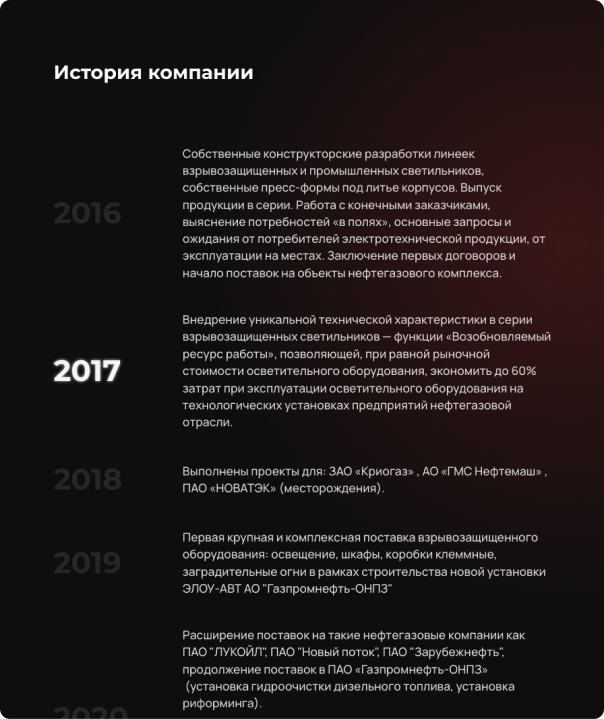 История компании
2016
Собственные конструкторские разработки линеек
взрывозащищенных и промышленных светильников,
собственные пресс-формы под литье корпусов. Выпуск
продукции в серии. Работа с конечными заказчиками,
выяснение потребностей «в полях», основные запросы и
ожидания от потребителей электротехнической продукции, от
эксплуатации на местах. Заключение первых договоров и
начало поставок на объекты нефтегазового комплекса.
2017
Внедрение уникальной технической характеристики в серии
взрывозащищенных светильников — функции «Возобновляемый
ресурс работы», позволяющей, при равной рыночной
стоимости осветительного оборудования, экономить до 60%
затрат при эксплуатации осветительного оборудования на
технологических установках предприятий нефтегазовой
отрасли.
2018
Выполнены проекты для: ЗАО «Криогаз» , АО «ГМС Нефтемаш» ,
ПАО «НОВАТЭК» (месторождения).
2019
Первая крупная и комплексная поставка взрывозащищенного
оборудования: освещение, шкафы, коробки клеммные,
заградительные огни в рамках строительства новой установки
ЭЛОУ-АВТ АО "Газпромнефть-ОНПЗ"
2020
Расширение поставок на такие нефтегазовые компании как
ПАО "ЛУКОЙЛ", ПАО "Новый поток", ПАО "Зарубежнефть",
продолжение поставок в ПАО «Газпромнефть-ОНПЗ»
(установка гидроочистки дизельного топлива, установка
риформинга).